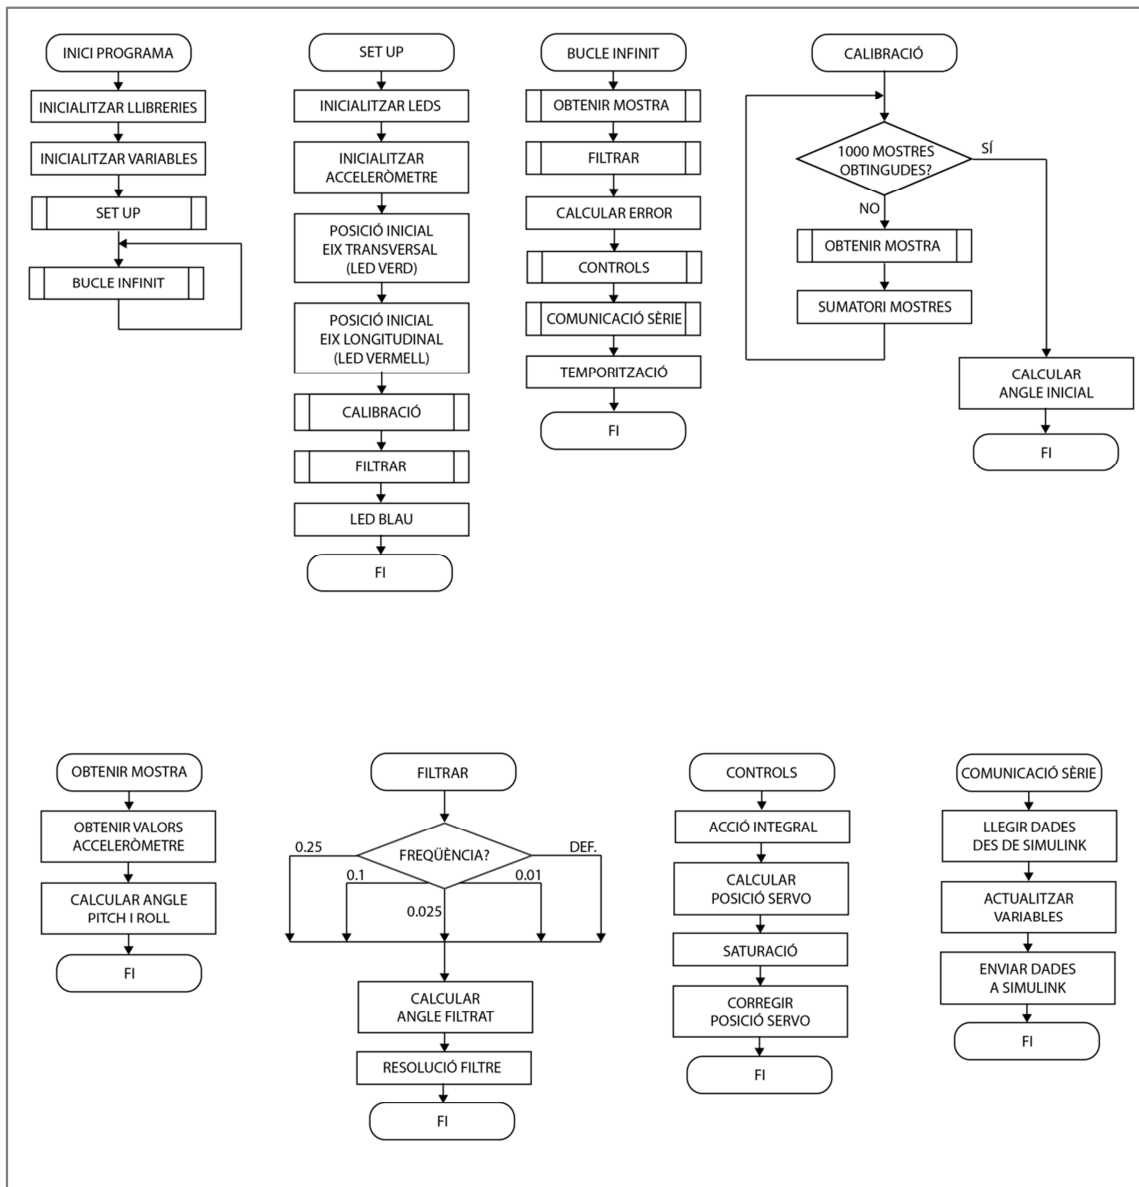 INICI PROGRAMA
INICIALITZAR LLIBRERIES
INICIALITZAR VARIABLES
SET UP
BUCLE INFINIT
SET UP
INICIALITZAR LEDS
INICIALITZAR
ACCELERÒMETRE
POSICIÓ INICIAL
EIX TRANSVERSAL
(LED VERD)
POSICIÓ INICIAL
EIX LONGITUDINAL
(LED VERMELL)
CALIBRACIÓ
FILTRAR
LED BLAU
FI
BUCLE INFINIT
OBTENIR MOSTRA
FILTRAR
CALCULAR ERROR
CONTROLS
COMUNICACIÓ SÈRIE
TEMPORITZACIÓ
FI
CALIBRACIÓ
1000 MOSTRES
OBTINGUDES?
SÍ
NO
OBTENIR MOSTRA
SUMATORI MOSTRES
CALCULAR
ANGLE INICIAL
FI
OBTENIR MOSTRA
OBTENIR VALORS
ACCELERÒMETRE
CALCULAR ANGLE
PITCH I ROLL
FI
FILTRAR
FREQÜÈNCIA?
0.25
0.1
0.025
0.01
DEF.
CALCULAR
ANGLE FILTRAT
RESOLUCIÓ FILTRE
FI
CONTROLS
ACCIÓ INTEGRAL
CALCULAR
POSICIÓ SERVO
SATURACIÓ
CORREGIR
POSICIÓ SERVO
FI
COMUNICACIÓ SÈRIE
LLEGIR DADES
DES DE SIMULINK
ACTUALITZAR
VARIABLES
ENVIAR DADES
A SIMULINK
FI